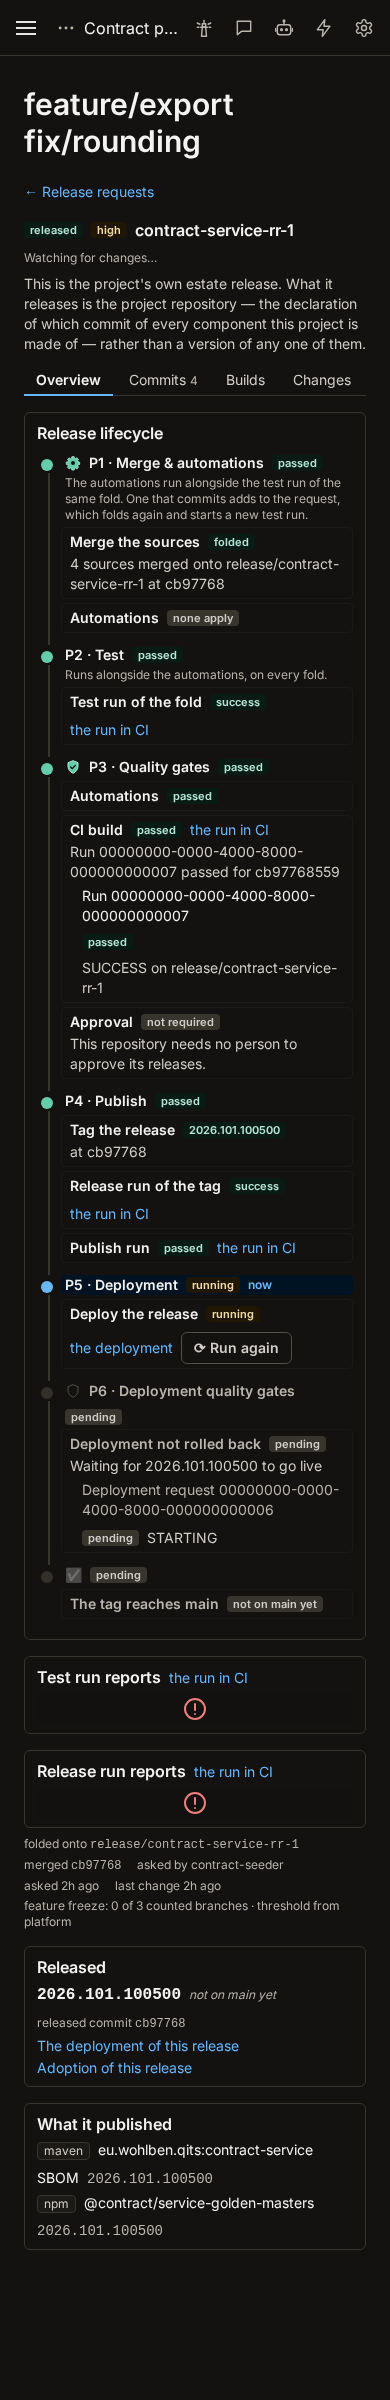 Contract p...
feature/export
fix/rounding
← Release requests
released high contract-service-rr-1
Watching for changes...
This is the project's own estate release. What it
releases is the project repository — the declaration
of which commit of every component this project is
made of — rather than a version of any one of them.
Overview Commits 4 Builds Changes
Release lifecycle
P1 · Merge & automations passed
The automations run alongside the test run of the
same fold. One that commits adds to the request,
which folds again and starts a new test run.
Merge the sources folded
4 sources merged onto release/contract-
service-rr-1 at cb97768
Automations none apply
P2 · Test passed
Runs alongside the automations, on every fold.
Test run of the fold success
the run in CI
P3 · Quality gates passed
Automations passed
CI build passed the run in CI
Run 00000000-0000-4000-8000-
000000000007 passed for cb97768559
Run 00000000-0000-4000-8000-
000000000007
passed
SUCCESS on release/contract-service-
rr-1
Approval not required
This repository needs no person to
approve its releases.
P4 · Publish passed
Tag the release 2026.101.100500
at cb97768
Release run of the tag success
the run in CI
Publish run passed the run in CI
P5 · Deployment running now
Deploy the release running
the deployment ⟳ Run again
P6 · Deployment quality gates
pending
Deployment not rolled back pending
Waiting for 2026.101.100500 to go live
Deployment request 00000000-0000-
4000-8000-000000000006
pending STARTING
pending
The tag reaches main not on main yet
Test run reports the run in CI
Release run reports the run in CI
folded onto release/contract-service-rr-1
merged cb97768 asked by contract-seeder
asked 2h ago last change 2h ago
feature freeze: 0 of 3 counted branches · threshold from
platform
Released
2026.101.100500 not on main yet
released commit cb97768
The deployment of this release
Adoption of this release
What it published
maven eu.wohlben.qits:contract-service
SBOM 2026.101.100500
npm @contract/service-golden-masters
2026.101.100500